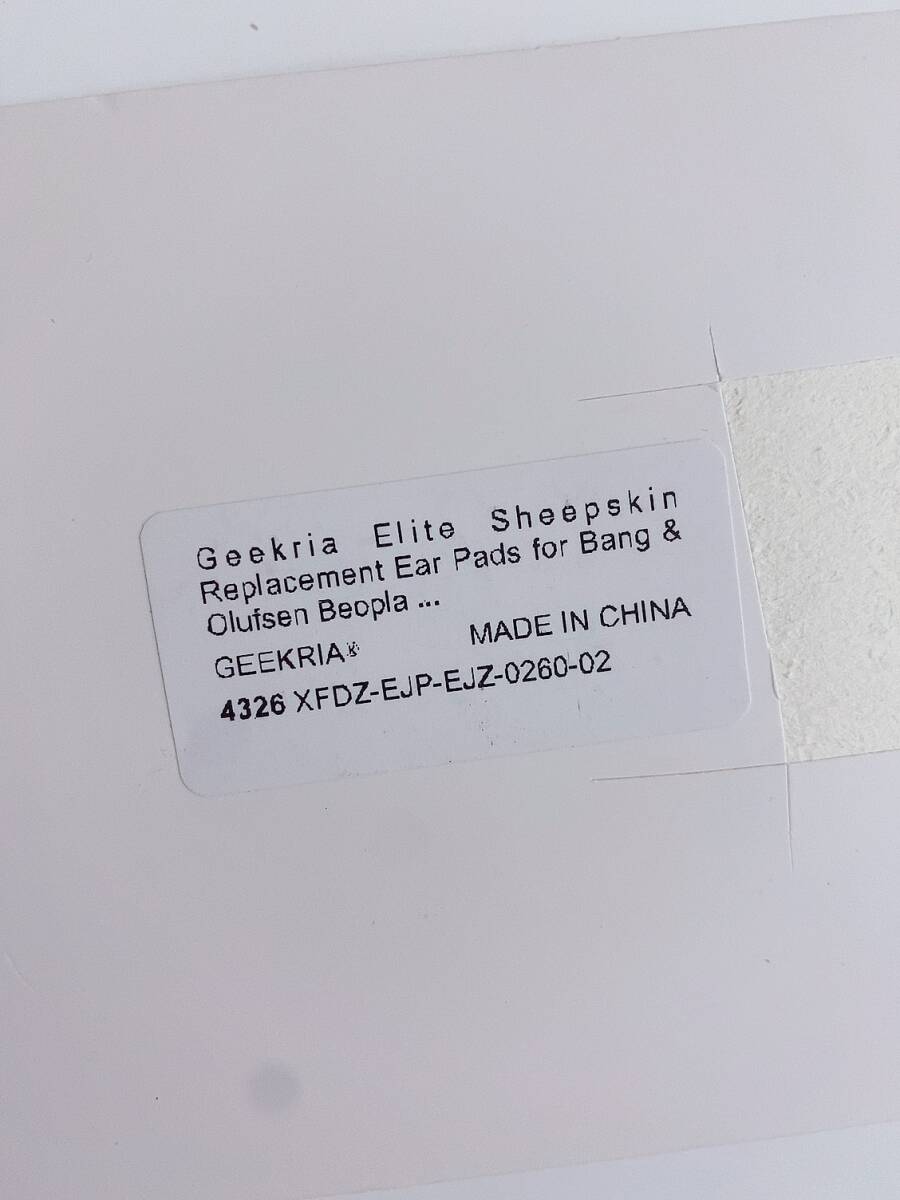 Geekria Elite Sheepskin
Replacement Ear Pads for Bang &
Olufsen Beopla ...
GEEKRIA® MADE IN CHINA
4326 XFDZ-EJP-EJZ-0260-02